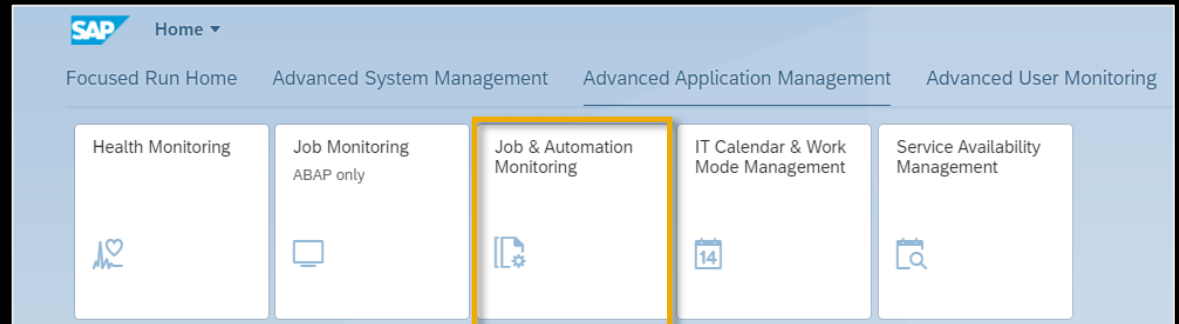 SAP Home
Focused Run Home Advanced System Management Advanced Application Management Advanced User Monitoring
Health Monitoring
Job Monitoring
ABAP only
Job & Automation
Monitoring
IT Calendar & Work
Mode Management
14
Service Availability
Management